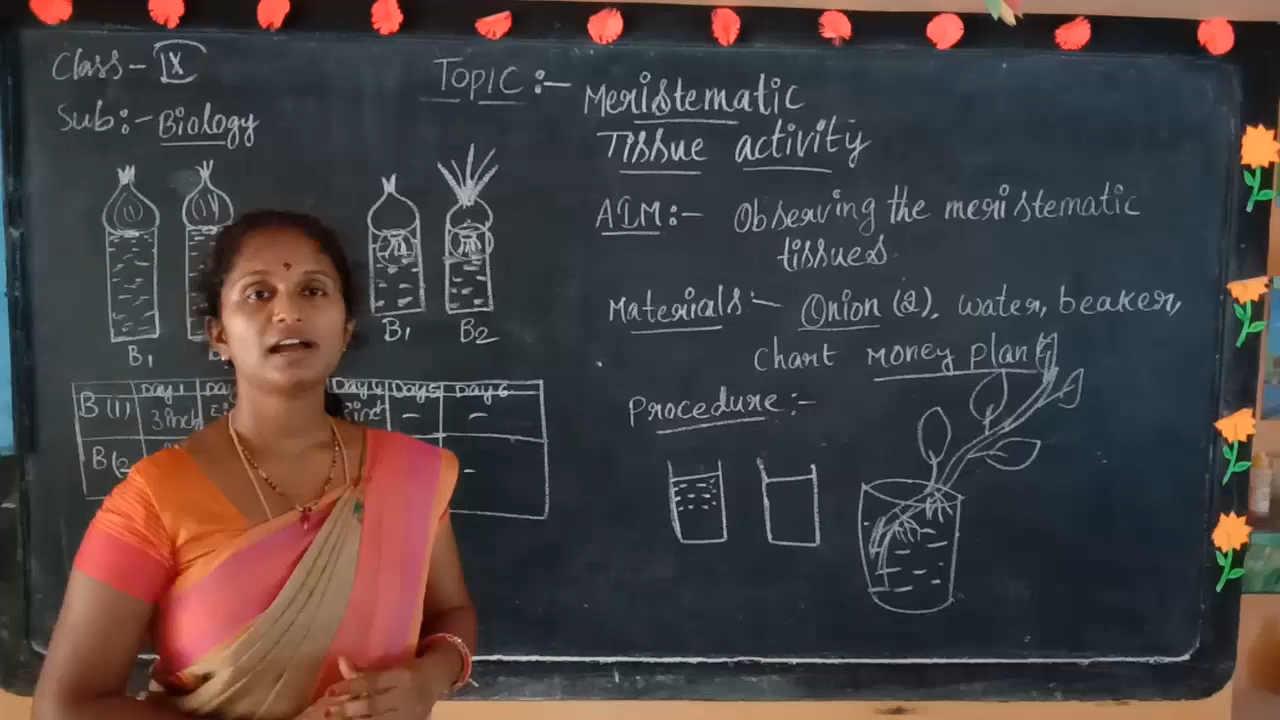 Class - IX
Sub:- Biology
TOPIC:- Meristematic
Tissue activity
AIM:- Observing the meristematic
tissues.
Materials:- Onion (2), water, beaker,
chart money plant
Procedure:-
B1
B1
B2
Day 1
Day 4
Day 5
Day 6
B (1)
3 inch
-
-
B (2
-